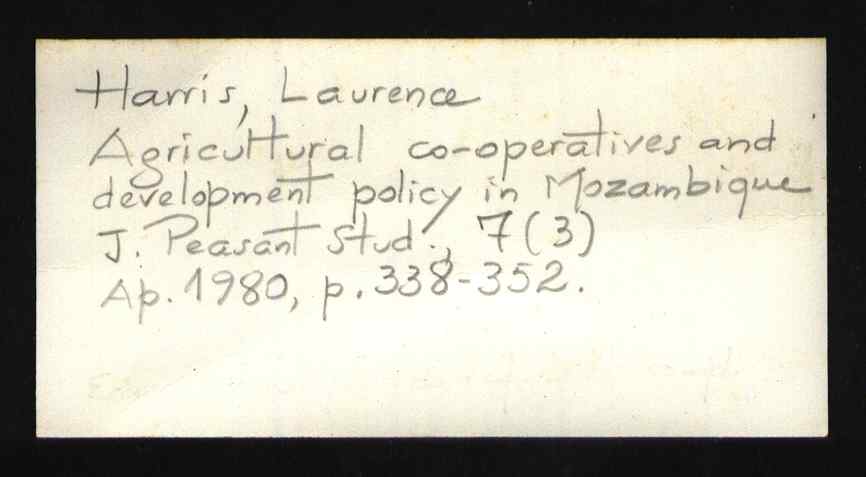 Harris, Laurence
Agricultural co-operatives and
development policy in Mozambique
J. Peasant Stud., 7(3)
Ap. 1980, p. 338-352.